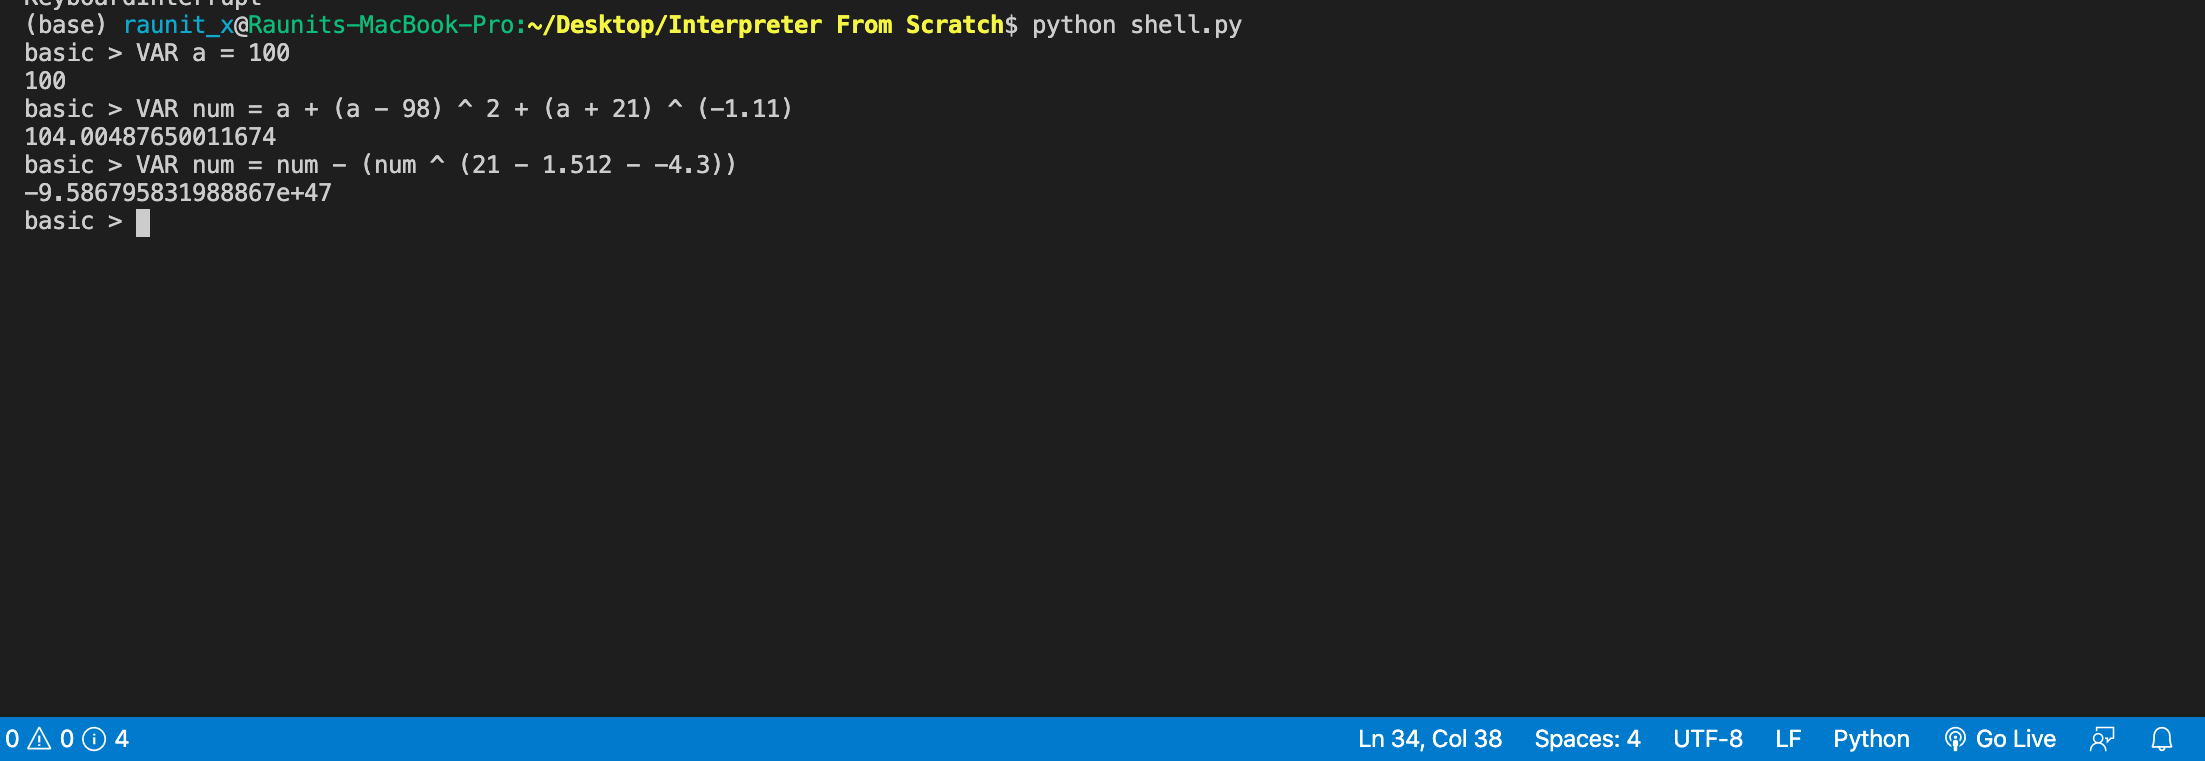 KeyboardInterrupt
(base) raunit_x@Raunits-MacBook-Pro:~/Desktop/Interpreter From Scratch$ python shell.py
basic > VAR a = 100
100
basic > VAR num = a + (a - 98) ^ 2 + (a + 21) ^ (-1.11)
104.00487650011674
basic > VAR num = num - (num ^ (21 - 1.512 - -4.3))
-9.586795831988867e+47
basic >
0 0 4 Ln 34, Col 38 Spaces: 4 UTF-8 LF Python Go Live